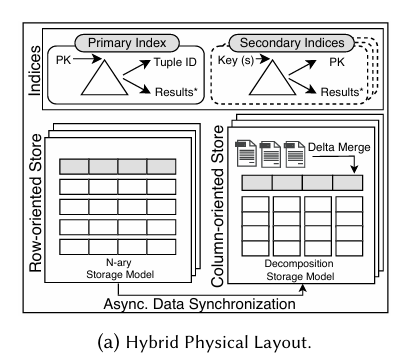 Indices
Primary Index
PK
Tuple ID
Results*
Secondary Indices
Key (s)
PK
Results*
Row-oriented Store
N-ary
Storage Model
Column-oriented Store
Delta Merge
Decomposition
Storage Model
Async. Data Synchronization
(a) Hybrid Physical Layout.